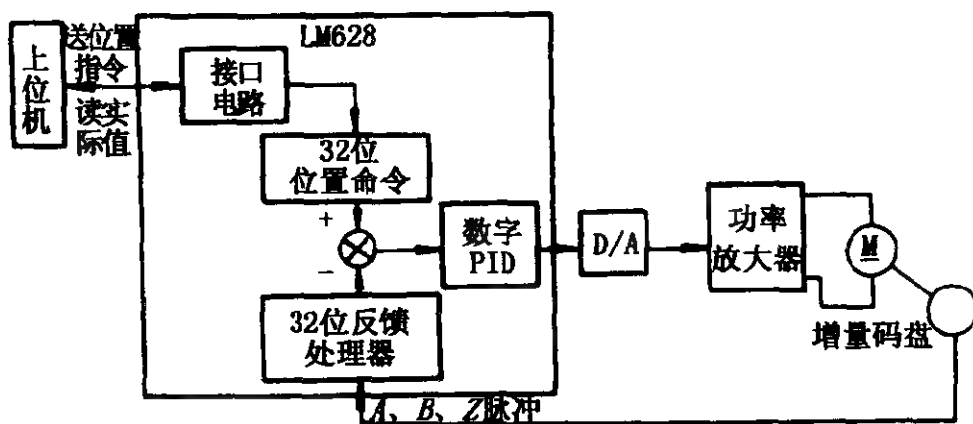 LM628
上
位
机
送位置
指令
读实
际值
接口
电路
32位
位置命令
+
−
数字
PID
D/A
功率
放大器
M
增量码盘
32位反馈
处理器
A、B、Z脉冲